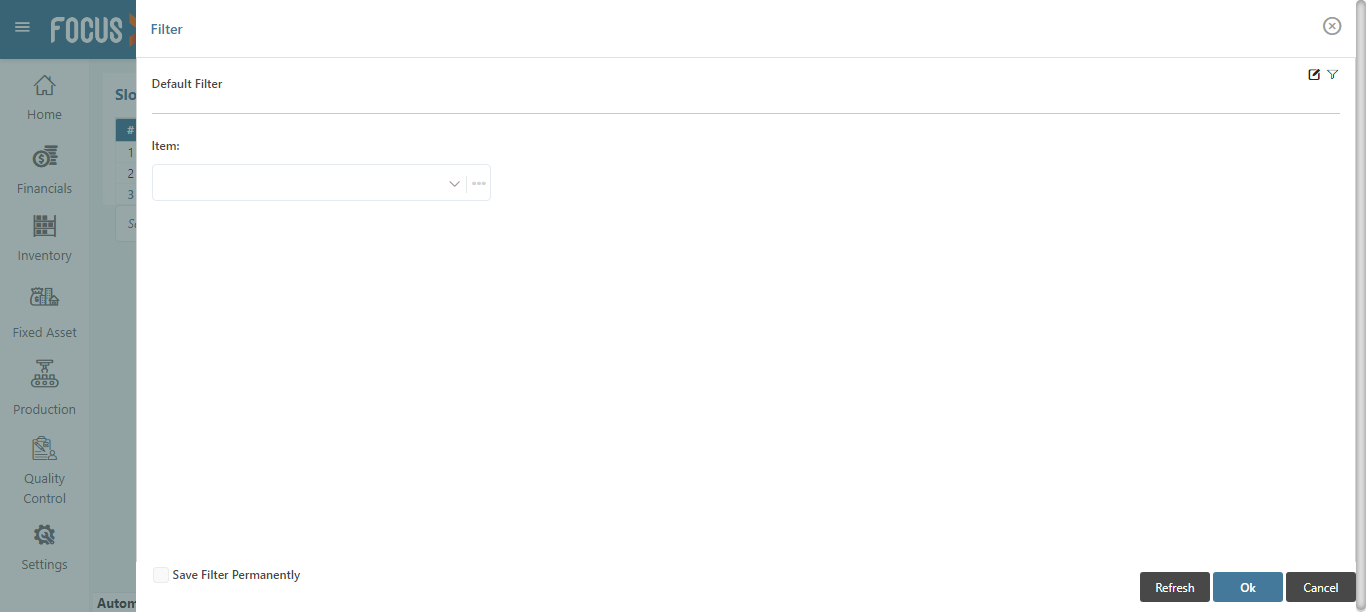 FOCUS
Filter
Default Filter
Item:
Home
Financials
Inventory
Fixed Asset
Production
Quality
Control
Settings
Slo
#
1
2
3
Autom
Save Filter Permanently
Refresh
Ok
Cancel